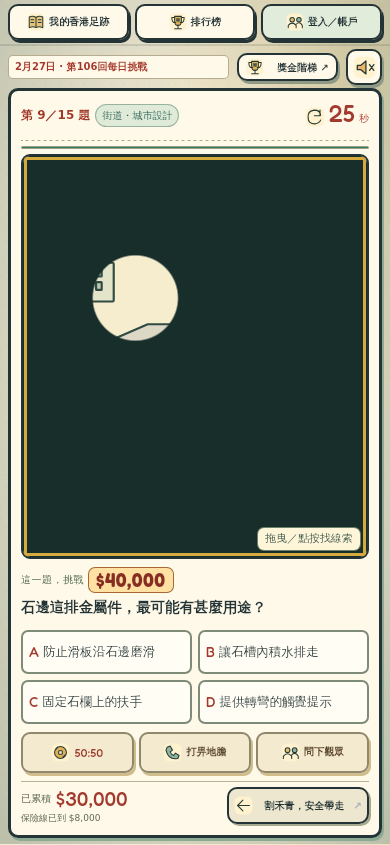 我的香港足跡
排行榜
登入／帳戶
2月27日・第106回每日挑戰
獎金階梯 ↗
第 9／15 題
街道・城市設計
25 秒
拖曳／點按找線索
這一題，挑戰 $40,000
石邊這排金屬件，最可能有甚麼用途？
A 防止滑板沿石邊磨滑
B 讓石槽內積水排走
C 固定石欄上的扶手
D 提供轉彎的觸覺提示
50:50
打畀地膽
問下觀眾
已累積 $30,000
保險線已到 $8,000
割禾青，安全帶走 ↗